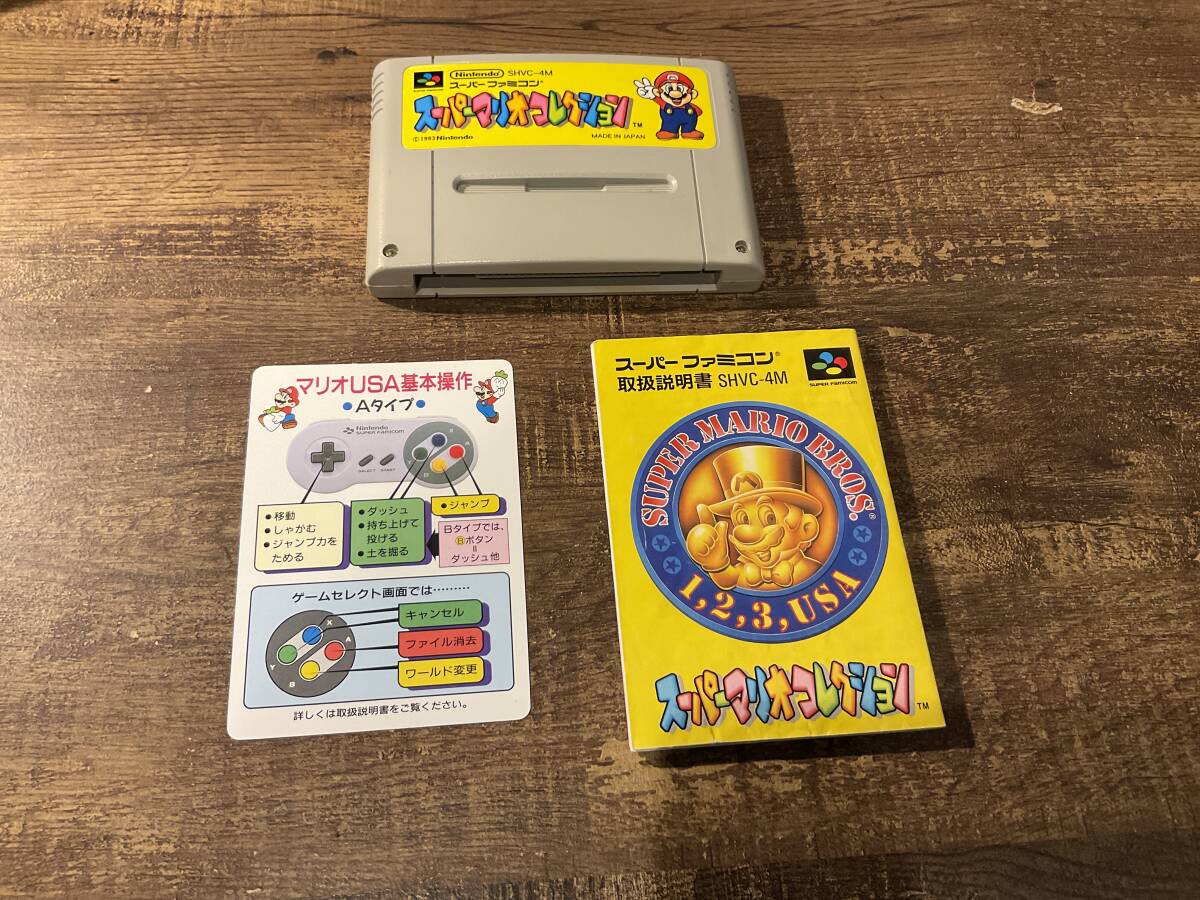 Nintendo SHVC-4M
スーパーファミコン®
スーパーマリオコレクション TM
©1993 Nintendo
MADE IN JAPAN
マリオUSA基本操作
●Aタイプ●
Nintendo
SUPER FAMICOM
SELECT START
X
A
B
●移動
●しゃがむ
●ジャンプ力を
ためる
●ダッシュ
●持ち上げて
投げる
●土を掘る
●ジャンプ
Bタイプでは、
Ⓑボタン
=
ダッシュ他
ゲームセレクト画面では………
X
A
Y
B
キャンセル
ファイル消去
ワールド変更
詳しくは取扱説明書をご覧ください。
スーパーファミコン®
取扱説明書 SHVC-4M
SUPER FAMICOM
SUPER MARIO BROS.®
M
1,2,3,USA
スーパーマリオコレクション TM